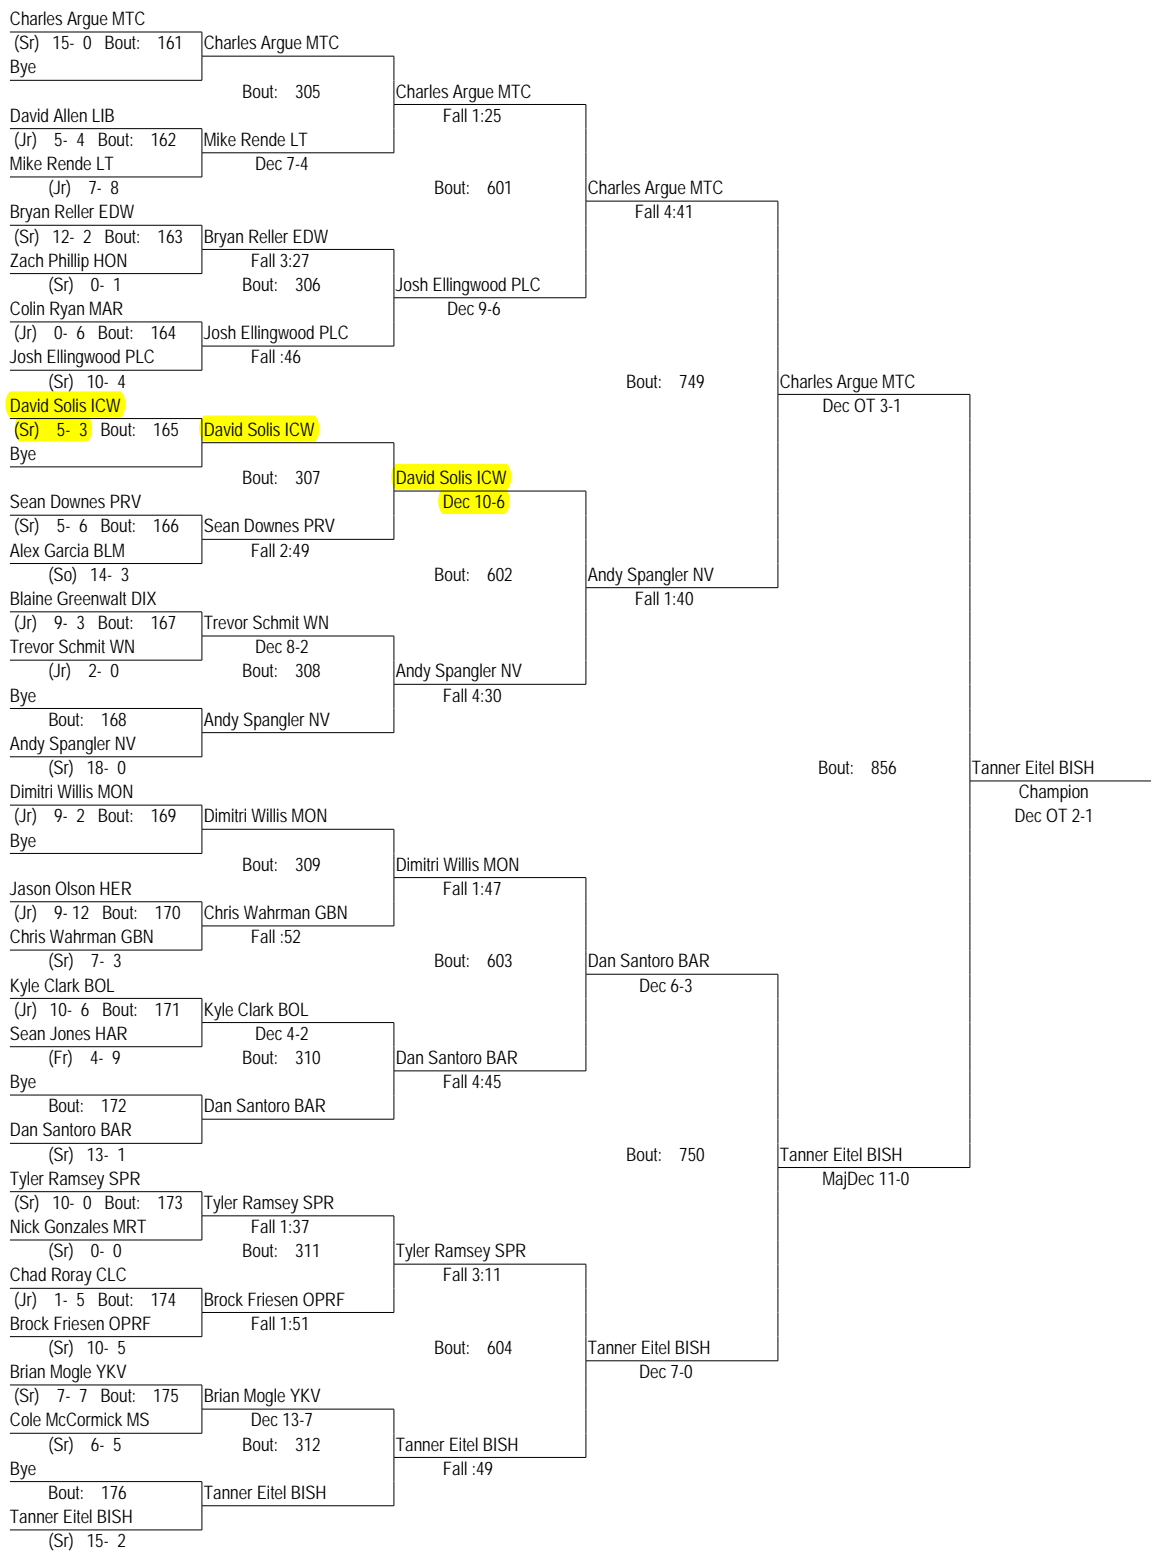 Charles Argue MTC
(Sr) 15- 0 Bout: 161 Charles Argue MTC
Bye
Bout: 305 Charles Argue MTC
David Allen LIB Fall 1:25
(Jr) 5- 4 Bout: 162 Mike Rende LT
Mike Rende LT Dec 7-4
(Jr) 7- 8 Bout: 601 Charles Argue MTC
Bryan Reller EDW Fall 4:41
(Sr) 12- 2 Bout: 163 Bryan Reller EDW
Zach Phillip HON Fall 3:27
(Sr) 0- 1 Bout: 306 Josh Ellingwood PLC
Colin Ryan MAR Dec 9-6
(Jr) 0- 6 Bout: 164 Josh Ellingwood PLC
Josh Ellingwood PLC Fall :46
(Sr) 10- 4 Bout: 749 Charles Argue MTC
David Solis ICW Dec OT 3-1
(Sr) 5- 3 Bout: 165 David Solis ICW
Bye
Bout: 307 David Solis ICW
Sean Downes PRV Dec 10-6
(Sr) 5- 6 Bout: 166 Sean Downes PRV
Alex Garcia BLM Fall 2:49
(So) 14- 3 Bout: 602 Andy Spangler NV
Blaine Greenwalt DIX Fall 1:40
(Jr) 9- 3 Bout: 167 Trevor Schmit WN
Trevor Schmit WN Dec 8-2
(Jr) 2- 0 Bout: 308 Andy Spangler NV
Bye Fall 4:30
Bout: 168 Andy Spangler NV
Andy Spangler NV
(Sr) 18- 0 Bout: 856 Tanner Eitel BISH
Dimitri Willis MON Champion
(Jr) 9- 2 Bout: 169 Dimitri Willis MON Dec OT 2-1
Bye
Bout: 309 Dimitri Willis MON
Jason Olson HER Fall 1:47
(Jr) 9- 12 Bout: 170 Chris Wahrman GBN
Chris Wahrman GBN Fall :52
(Sr) 7- 3 Bout: 603 Dan Santoro BAR
Kyle Clark BOL Dec 6-3
(Jr) 10- 6 Bout: 171 Kyle Clark BOL
Sean Jones HAR Dec 4-2
(Fr) 4- 9 Bout: 310 Dan Santoro BAR
Bye Fall 4:45
Bout: 172 Dan Santoro BAR
Dan Santoro BAR
(Sr) 13- 1 Bout: 750 Tanner Eitel BISH
Tyler Ramsey SPR MajDec 11-0
(Sr) 10- 0 Bout: 173 Tyler Ramsey SPR
Nick Gonzales MRT Fall 1:37
(Sr) 0- 0 Bout: 311 Tyler Ramsey SPR
Chad Roray CLC Fall 3:11
(Jr) 1- 5 Bout: 174 Brock Friesen OPRF
Brock Friesen OPRF Fall 1:51
(Sr) 10- 5 Bout: 604 Tanner Eitel BISH
Brian Mogle YKV Dec 7-0
(Sr) 7- 7 Bout: 175 Brian Mogle YKV
Cole McCormick MS Dec 13-7
(Sr) 6- 5 Bout: 312 Tanner Eitel BISH
Bye Fall :49
Bout: 176 Tanner Eitel BISH
Tanner Eitel BISH
(Sr) 15- 2